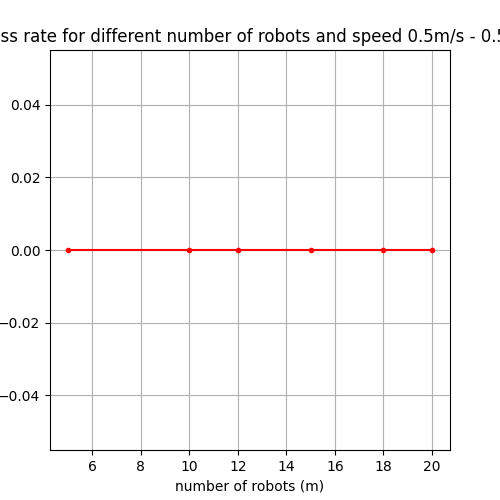 ss rate for different number of robots and speed 0.5m/s - 0.5
0.04
0.02
0.00
−0.02
−0.04
6 8 10 12 14 16 18 20
number of robots (m)